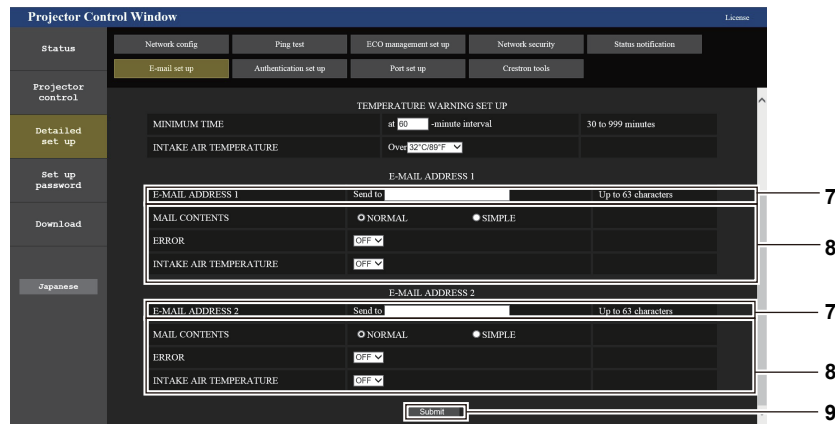 Projector Control Window
License
Status
Network config
Ping test
ECO management set up
Network security
Status notification
E-mail set up
Authentication set up
Port set up
Crestron tools
Projector
control
Detailed
set up
Set up
password
Download
Japanese
TEMPERATURE WARNING SET UP
MINIMUM TIME at 60 -minute interval 30 to 999 minutes
INTAKE AIR TEMPERATURE Over 32°C/89°F
E-MAIL ADDRESS 1
E-MAIL ADDRESS 1 Send to Up to 63 characters 7
MAIL CONTENTS NORMAL SIMPLE
8
ERROR OFF
INTAKE AIR TEMPERATURE OFF
E-MAIL ADDRESS 2
E-MAIL ADDRESS 2 Send to Up to 63 characters 7
MAIL CONTENTS NORMAL SIMPLE
ERROR OFF
8
INTAKE AIR TEMPERATURE OFF
Submit 9